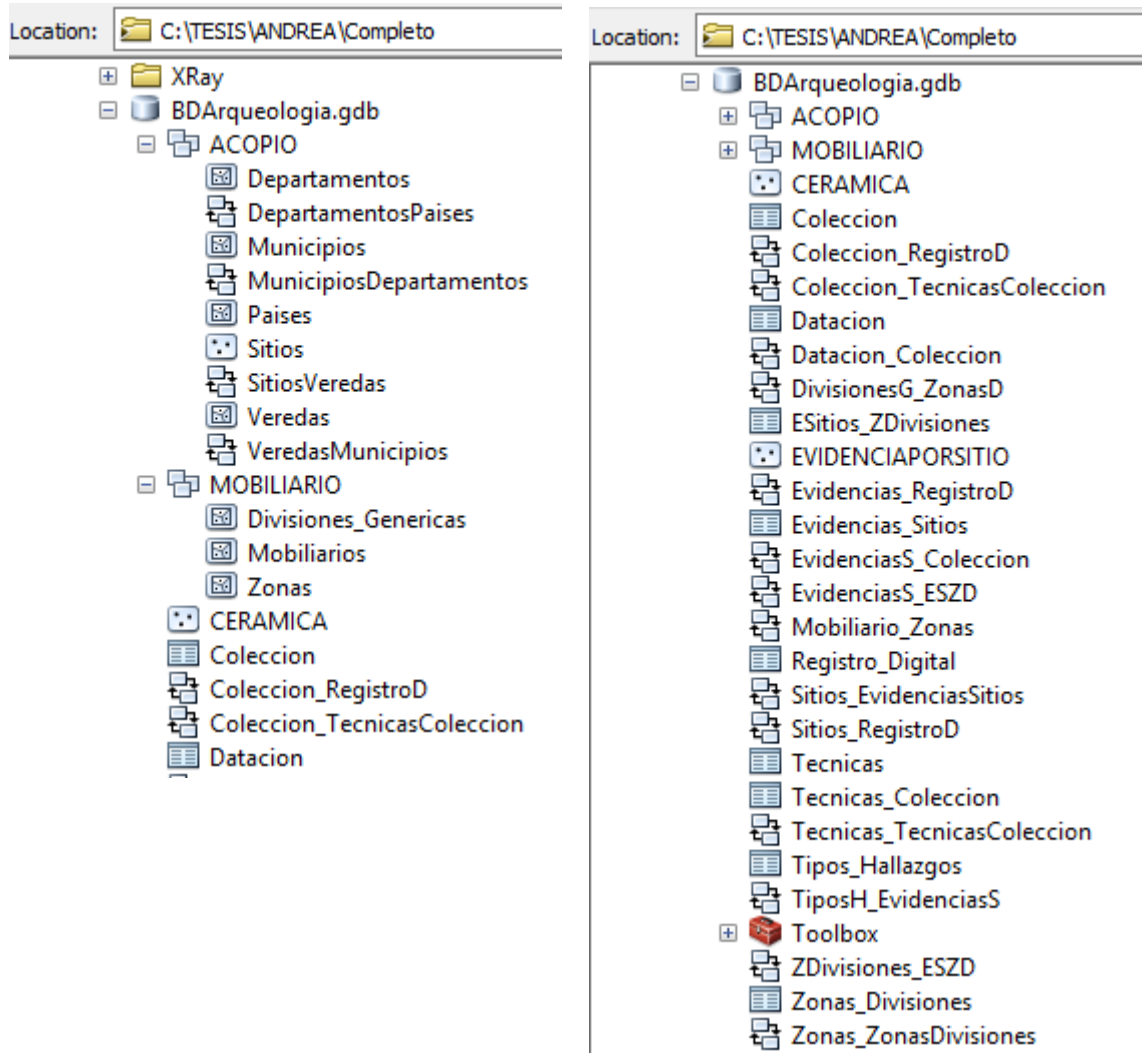 Location: C:\TESIS\ANDREA\Completo
XRay
BDArqueologia.gdb
ACOPIO
Departamentos
DepartamentosPaises
Municipios
MunicipiosDepartamentos
Paises
Sitios
SitiosVeredas
Veredas
VeredasMunicipios
MOBILIARIO
Divisiones_Genericas
Mobiliarios
Zonas
CERAMICA
Coleccion
Coleccion_RegistroD
Coleccion_TecnicasColeccion
Datacion
Location: C:\TESIS\ANDREA\Completo
BDArqueologia.gdb
ACOPIO
MOBILIARIO
CERAMICA
Coleccion
Coleccion_RegistroD
Coleccion_TecnicasColeccion
Datacion
Datacion_Coleccion
DivisionesG_ZonasD
ESitios_ZDivisiones
EVIDENCIAPORSITIO
Evidencias_RegistroD
Evidencias_Sitios
EvidenciasS_Coleccion
EvidenciasS_ESZD
Mobiliario_Zonas
Registro_Digital
Sitios_EvidenciasSitios
Sitios_RegistroD
Tecnicas
Tecnicas_Coleccion
Tecnicas_TecnicasColeccion
Tipos_Hallazgos
TiposH_EvidenciasS
Toolbox
ZDivisiones_ESZD
Zonas_Divisiones
Zonas_ZonasDivisiones